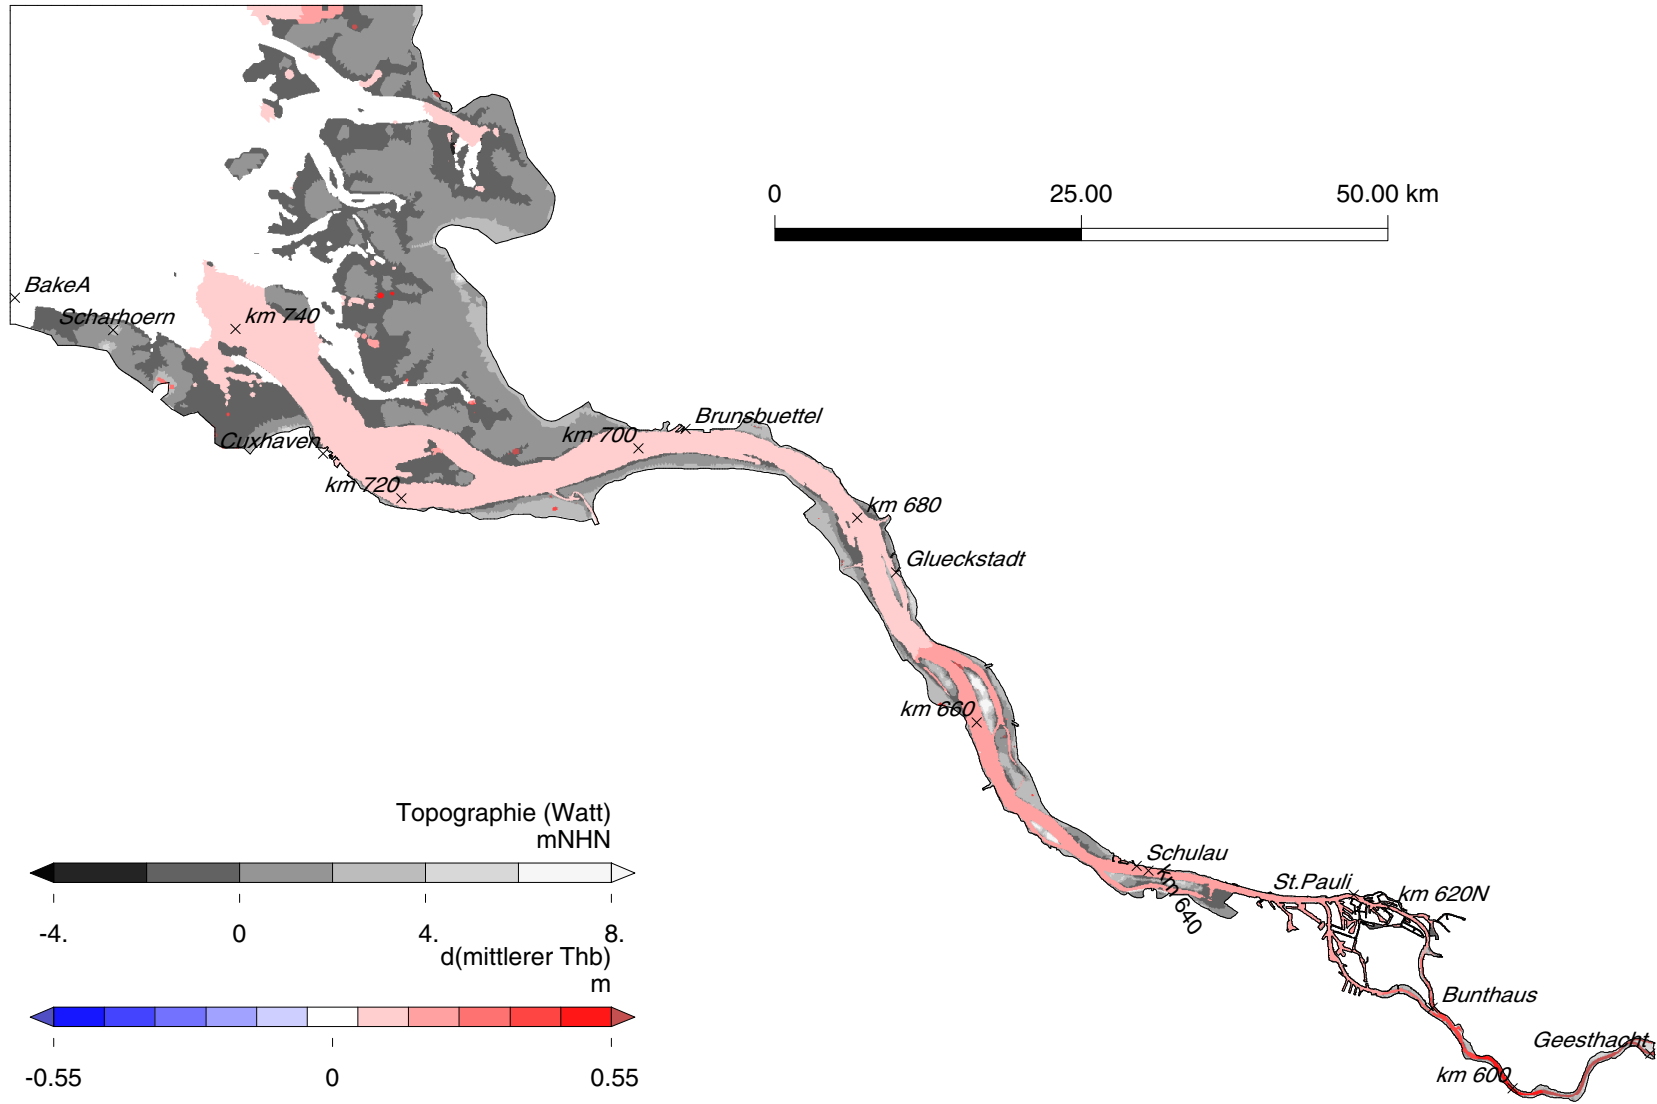 0 25.00 50.00 km
BakeA
Scharhoern
km 740
Brunsbuettel
km 700
Cuxhaven
km 720
km 680
Glueckstadt
km 660
Topographie (Watt)
mNHN
-4. 0 4. 8.
d(mittlerer Thb)
m
-0.55 0 0.55
Schulau
km 640
St.Pauli
km 620N
Bunthaus
Geesthacht
km 600